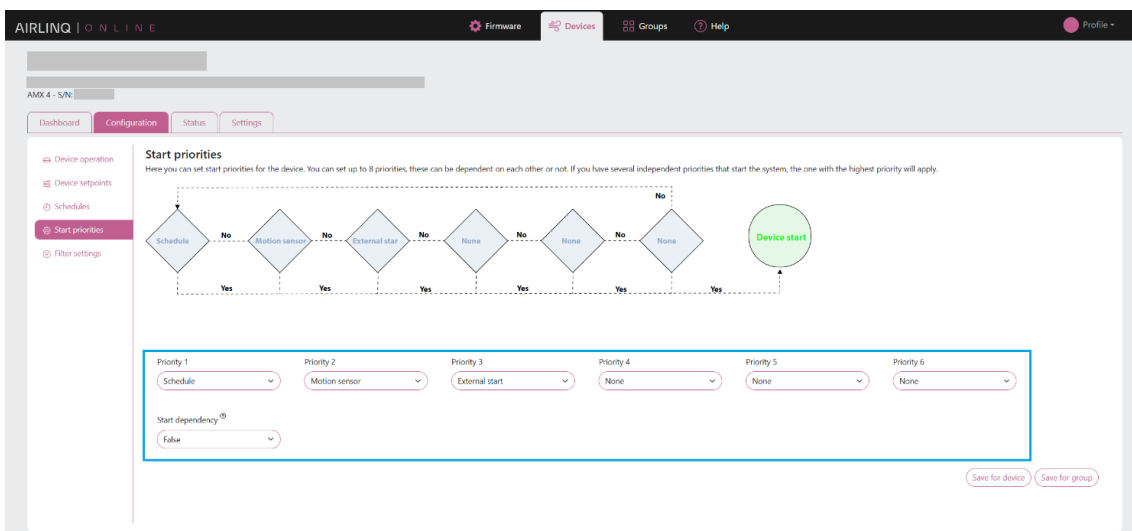 AIRLINQ | ONLINE Firmware Devices Groups Help Profile
AMX 4 - S/N:
Dashboard Configuration Status Settings
Device operation
Device setpoints
Schedules
Start priorities
Filter settings
Start priorities
Here you can set start priorities for the device. You can set up to 8 priorities, these can be dependent on each other or not. If you have several independent priorities that start the system, the one with the highest priority will apply.
No
Schedule No Motion sensor No External star No None No None No None Device start
Yes Yes Yes Yes Yes Yes
Priority 1 Priority 2 Priority 3 Priority 4 Priority 5 Priority 6
Schedule Motion sensor External start None None None
Start dependency ?
False
Save for device Save for group